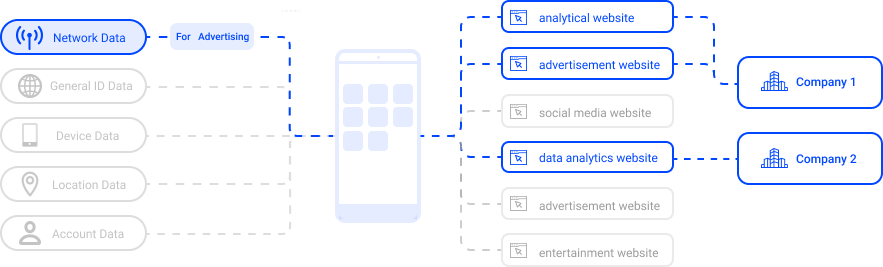 Network Data
For Advertising
General ID Data
Device Data
Location Data
Account Data
analytical website
advertisement website
social media website
data analytics website
advertisement website
entertainment website
Company 1
Company 2